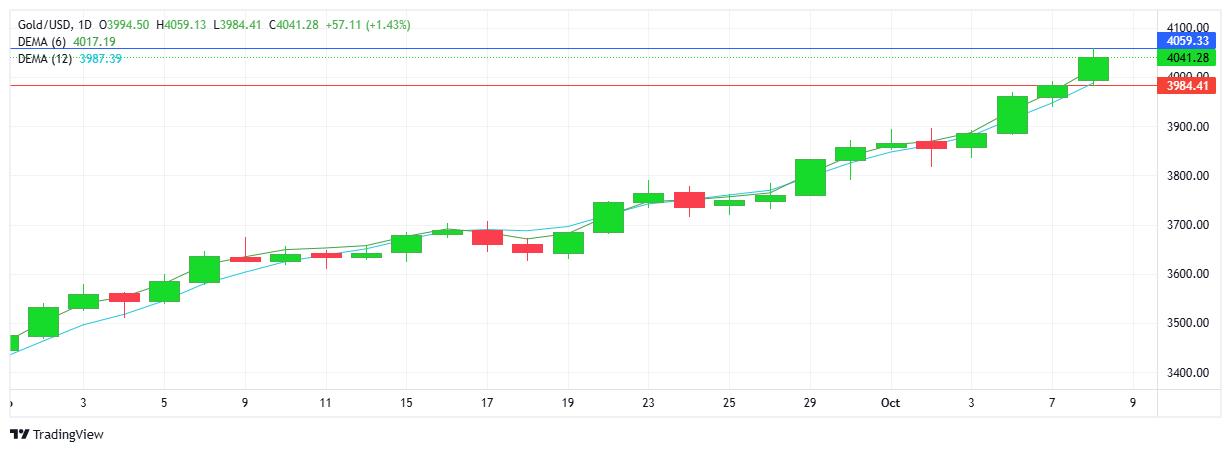 Gold/USD, 1D O3994.50 H4059.13 L3984.41 C4041.28 +57.11 (+1.43%)
DEMA (6) 4017.19
DEMA (12) 3987.39
4100.00
4059.33
4041.28
4000.00
3984.41
3900.00
3800.00
3700.00
3600.00
3500.00
3400.00
3 5 9 11 15 17 19 23 25 29 Oct 3 7 9
TradingView